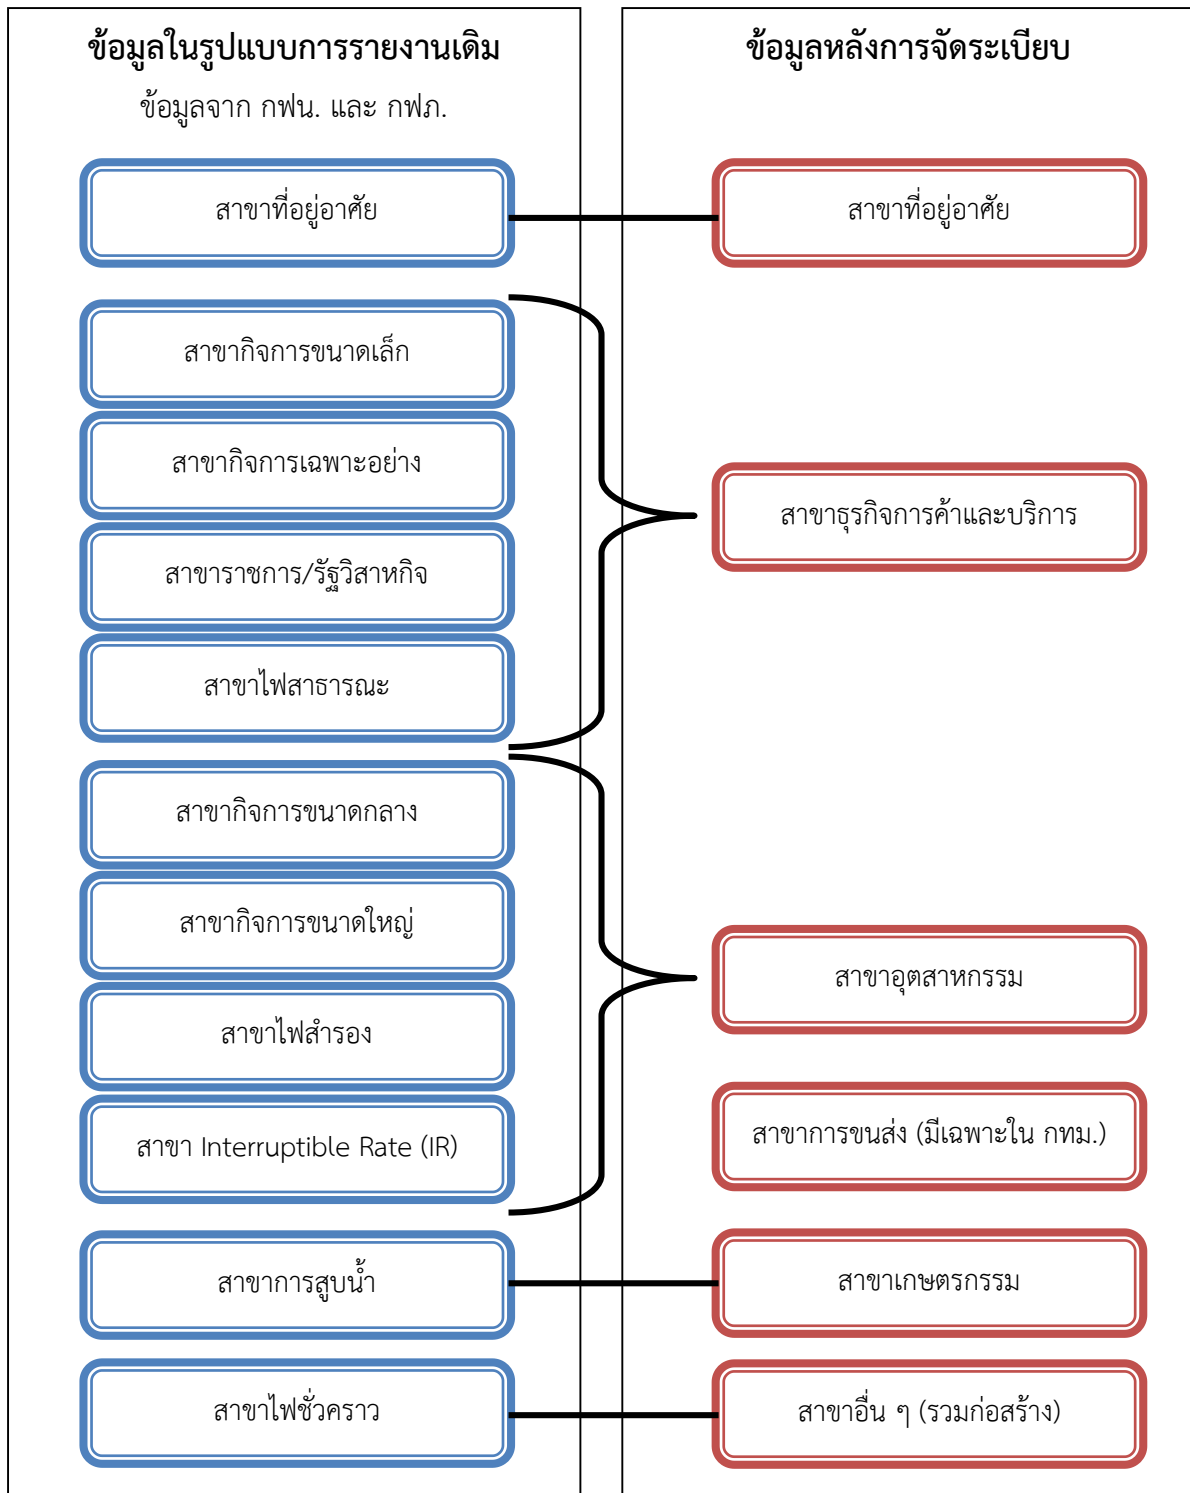 ข้อมูลในรูปแบบการรายงานเดิม
ข้อมูลจาก กฟน. และ กฟภ.
สาขาที่อยู่อาศัย
สาขากิจการขนาดเล็ก
สาขากิจการเฉพาะอย่าง
สาขาราชการ/รัฐวิสาหกิจ
สาขาไฟสาธารณะ
สาขากิจการขนาดกลาง
สาขากิจการขนาดใหญ่
สาขาไฟสำรอง
สาขา Interruptible Rate (IR)
สาขาการสูบน้ำ
สาขาไฟชั่วคราว
ข้อมูลหลังการจัดระเบียบ
สาขาที่อยู่อาศัย
สาขาธุรกิจการค้าและบริการ
สาขาอุตสาหกรรม
สาขาการขนส่ง (มีเฉพาะใน กทม.)
สาขาเกษตรกรรม
สาขาอื่น ๆ (รวมก่อสร้าง)